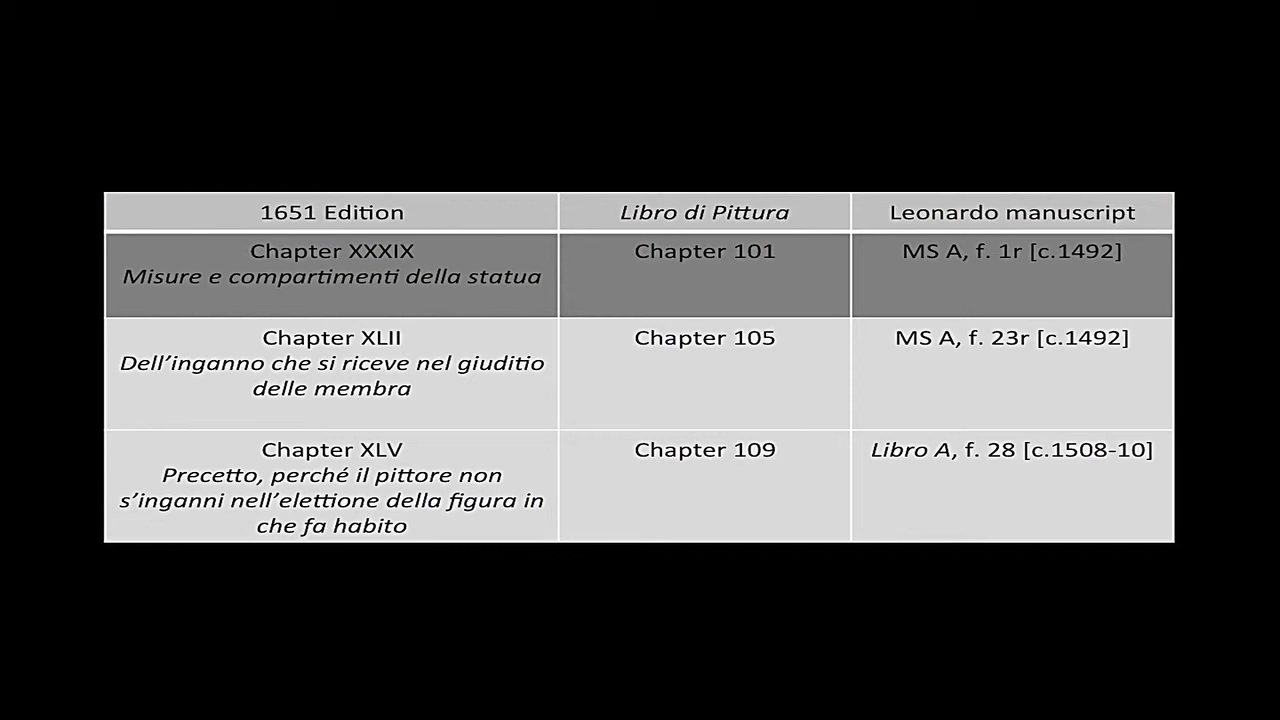 1651 Edition
Libro di Pittura
Leonardo manuscript
Chapter XXXIX
Misure e compartimenti della statua
Chapter 101
MS A, f. 1r [c.1492]
Chapter XLII
Dell’inganno che si riceve nel giuditio
delle membra
Chapter 105
MS A, f. 23r [c.1492]
Chapter XLV
Precetto, perché il pittore non
s’inganni nell’elettione della figura in
che fa habito
Chapter 109
Libro A, f. 28 [c.1508-10]